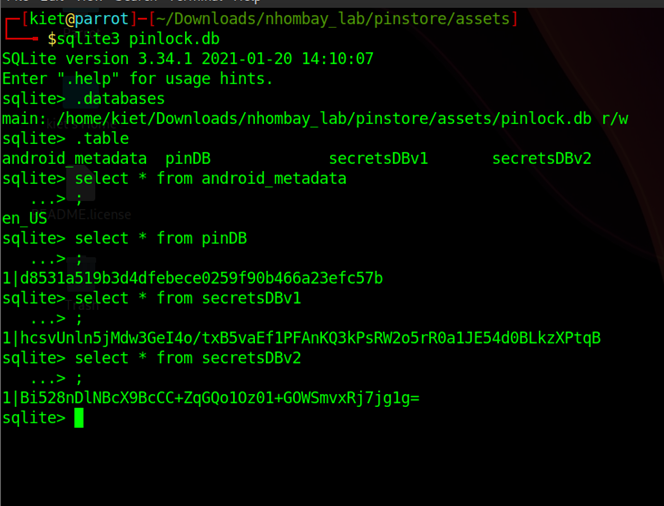 ┌─[kiet@parrot]─[~/Downloads/nhombay_lab/pinstore/assets]
└──╼ $sqlite3 pinlock.db
SQLite version 3.34.1 2021-01-20 14:10:07
Enter ".help" for usage hints.
sqlite> .databases
main: /home/kiet/Downloads/nhombay_lab/pinstore/assets/pinlock.db r/w
sqlite> .table
android_metadata  pinDB             secretsDBv1       secretsDBv2
sqlite> select * from android_metadata
   ...> ;
en_US
sqlite> select * from pinDB
   ...> ;
1|d8531a519b3d4dfebece0259f90b466a23efc57b
sqlite> select * from secretsDBv1
   ...> ;
1|hcsvUnln5jMdw3GeI4o/txB5vaEf1PFAnKQ3kPsRW2o5rR0a1JE54d0BLkzXPtqB
sqlite> select * from secretsDBv2
   ...> ;
1|Bi528nDlNBcX9BcCC+ZqGQo1Oz01+GOWSmvxRj7jg1g=
sqlite>